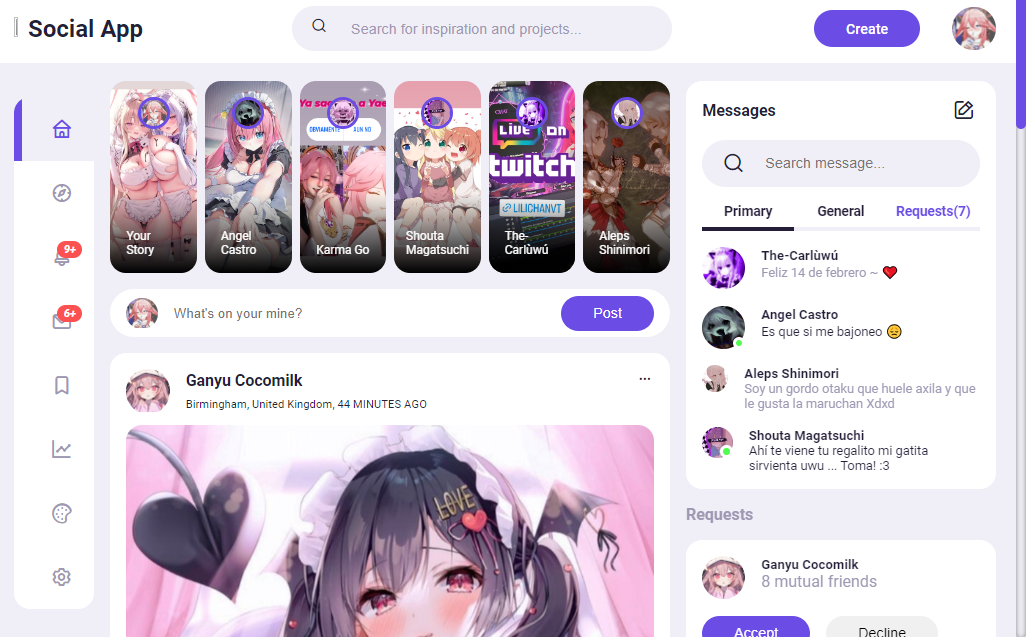 Social App
Search for inspiration and projects...
Create
9+
6+
Your
Story
Angel
Castro
OBVIAMENTE
AUN NO
Karma Go
Shouta
Magatsuchi
CHAT
LIVE on
twitch
LILICHANVT
The-
Carlùwú
Aleps
Shinimori
What's on your mine?
Post
Ganyu Cocomilk
Birmingham, United Kingdom, 44 MINUTES AGO
...
LOVE
Messages
Search message...
Primary
General
Requests(7)
The-Carlùwú
Feliz 14 de febrero ~ ❤️
Angel Castro
Es que si me bajoneo 😞
Aleps Shinimori
Soy un gordo otaku que huele axila y que
le gusta la maruchan Xdxd
Shouta Magatsuchi
Ahí te viene tu regalito mi gatita
sirvienta uwu ... Toma! :3
Requests
Ganyu Cocomilk
8 mutual friends
Accept
Decline